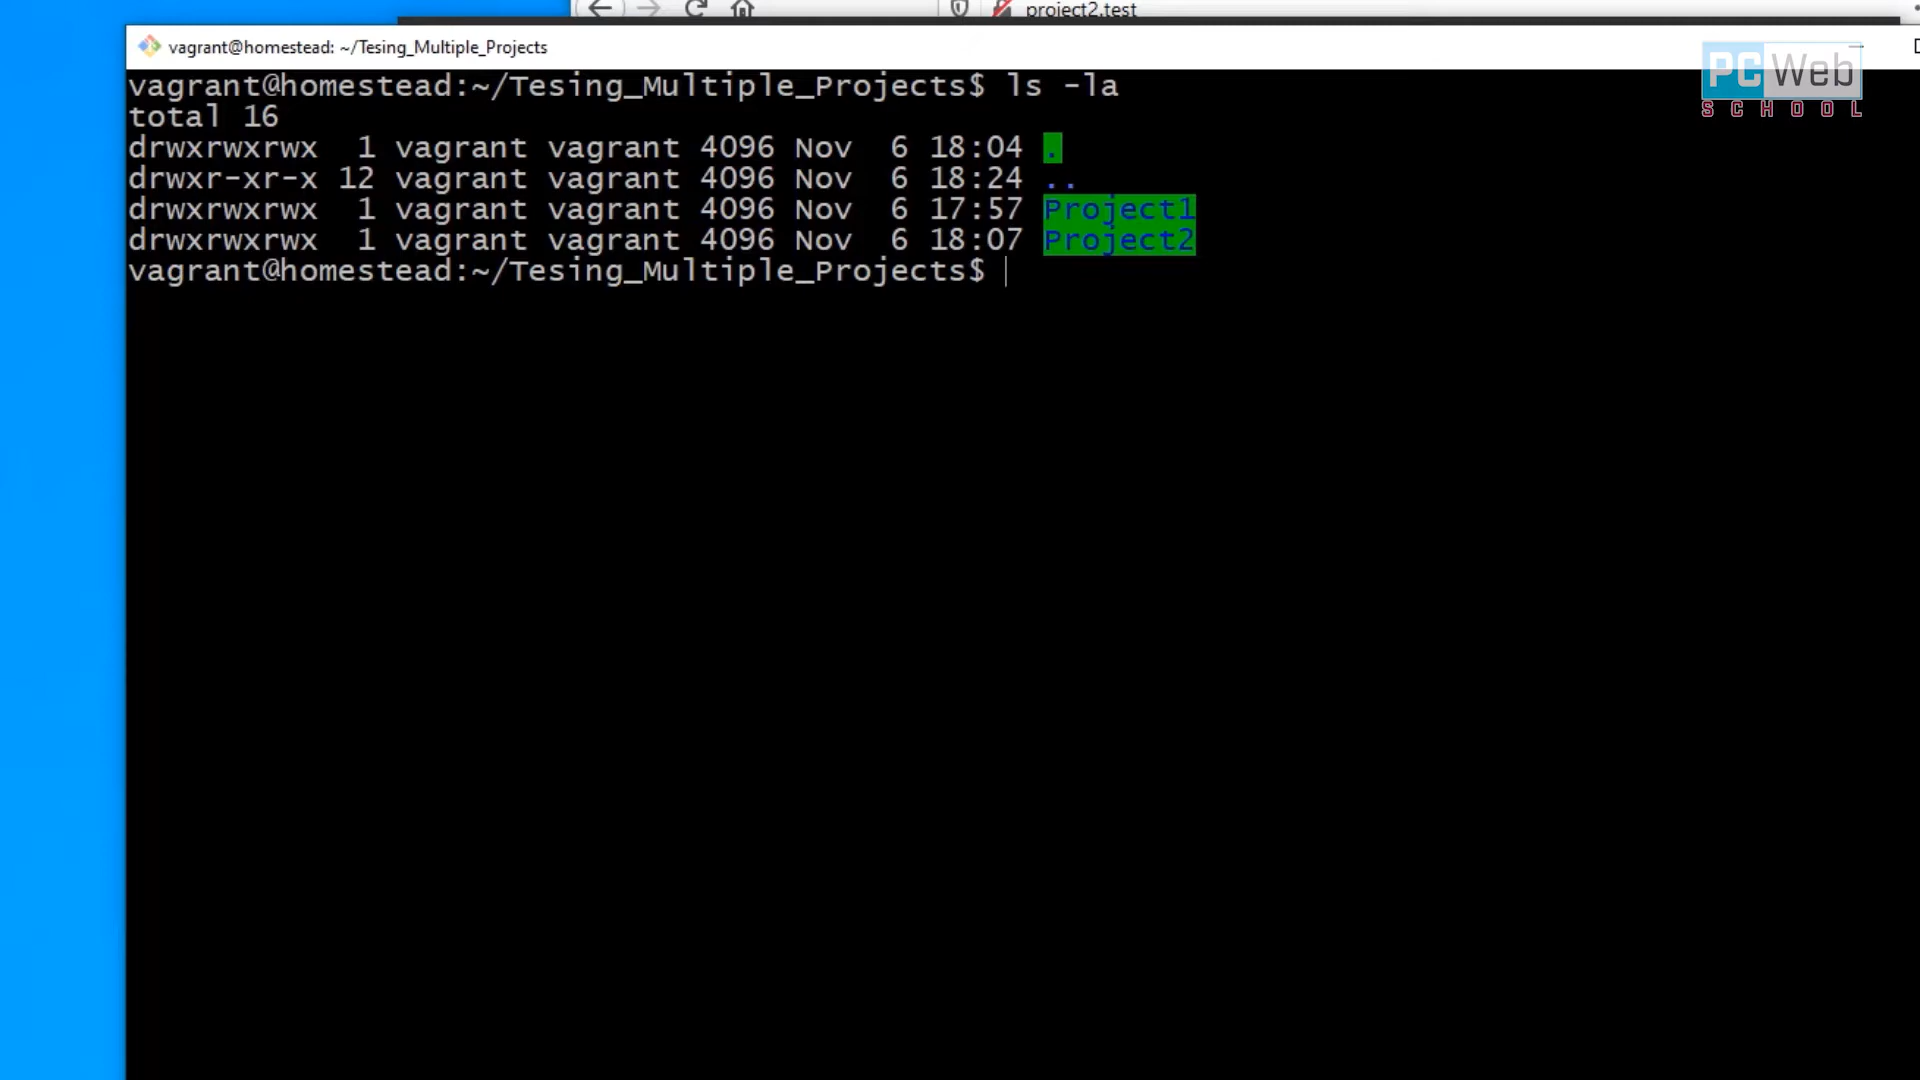 project2.test
vagrant@homestead: ~/Tesing_Multiple_Projects
PCWeb
SCHOOL
vagrant@homestead:~/Tesing_Multiple_Projects$ ls -la
total 16
drwxrwxrwx  1 vagrant vagrant 4096 Nov  6 18:04 .
drwxr-xr-x 12 vagrant vagrant 4096 Nov  6 18:24 ..
drwxrwxrwx  1 vagrant vagrant 4096 Nov  6 17:57 Project1
drwxrwxrwx  1 vagrant vagrant 4096 Nov  6 18:07 Project2
vagrant@homestead:~/Tesing_Multiple_Projects$